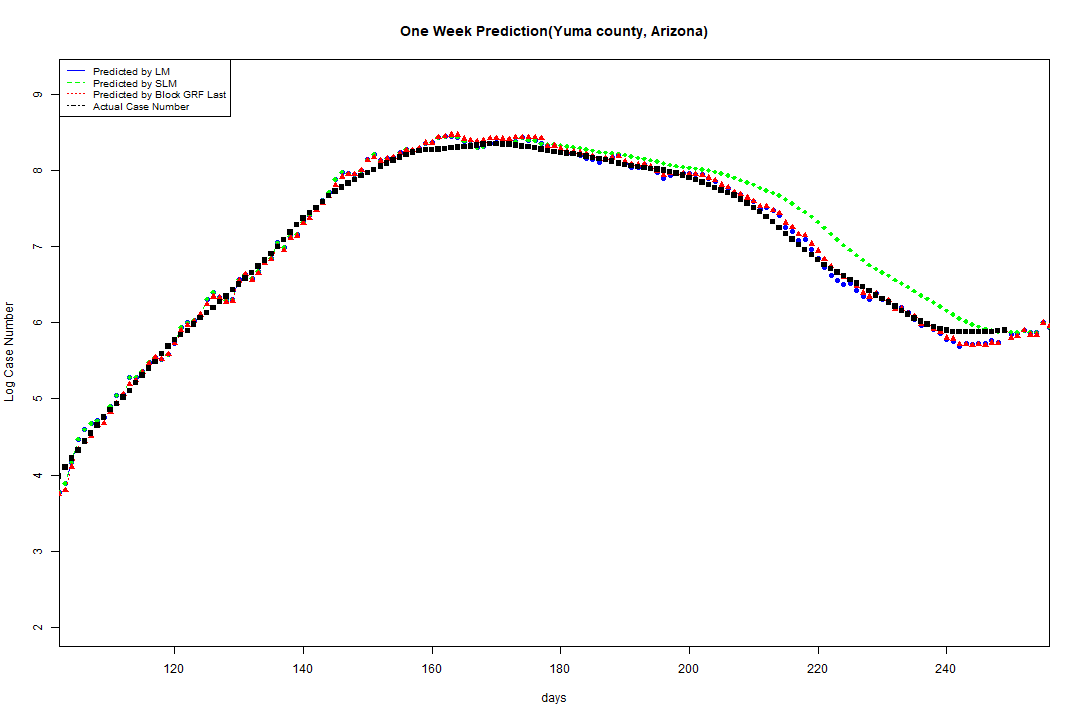 One Week Prediction(Yuma county, Arizona)
Predicted by LM
Predicted by SLM
Predicted by Block GRF Last
Actual Case Number
9
8
7
6
5
4
3
2
Log Case Number
120
140
160
180
200
220
240
days